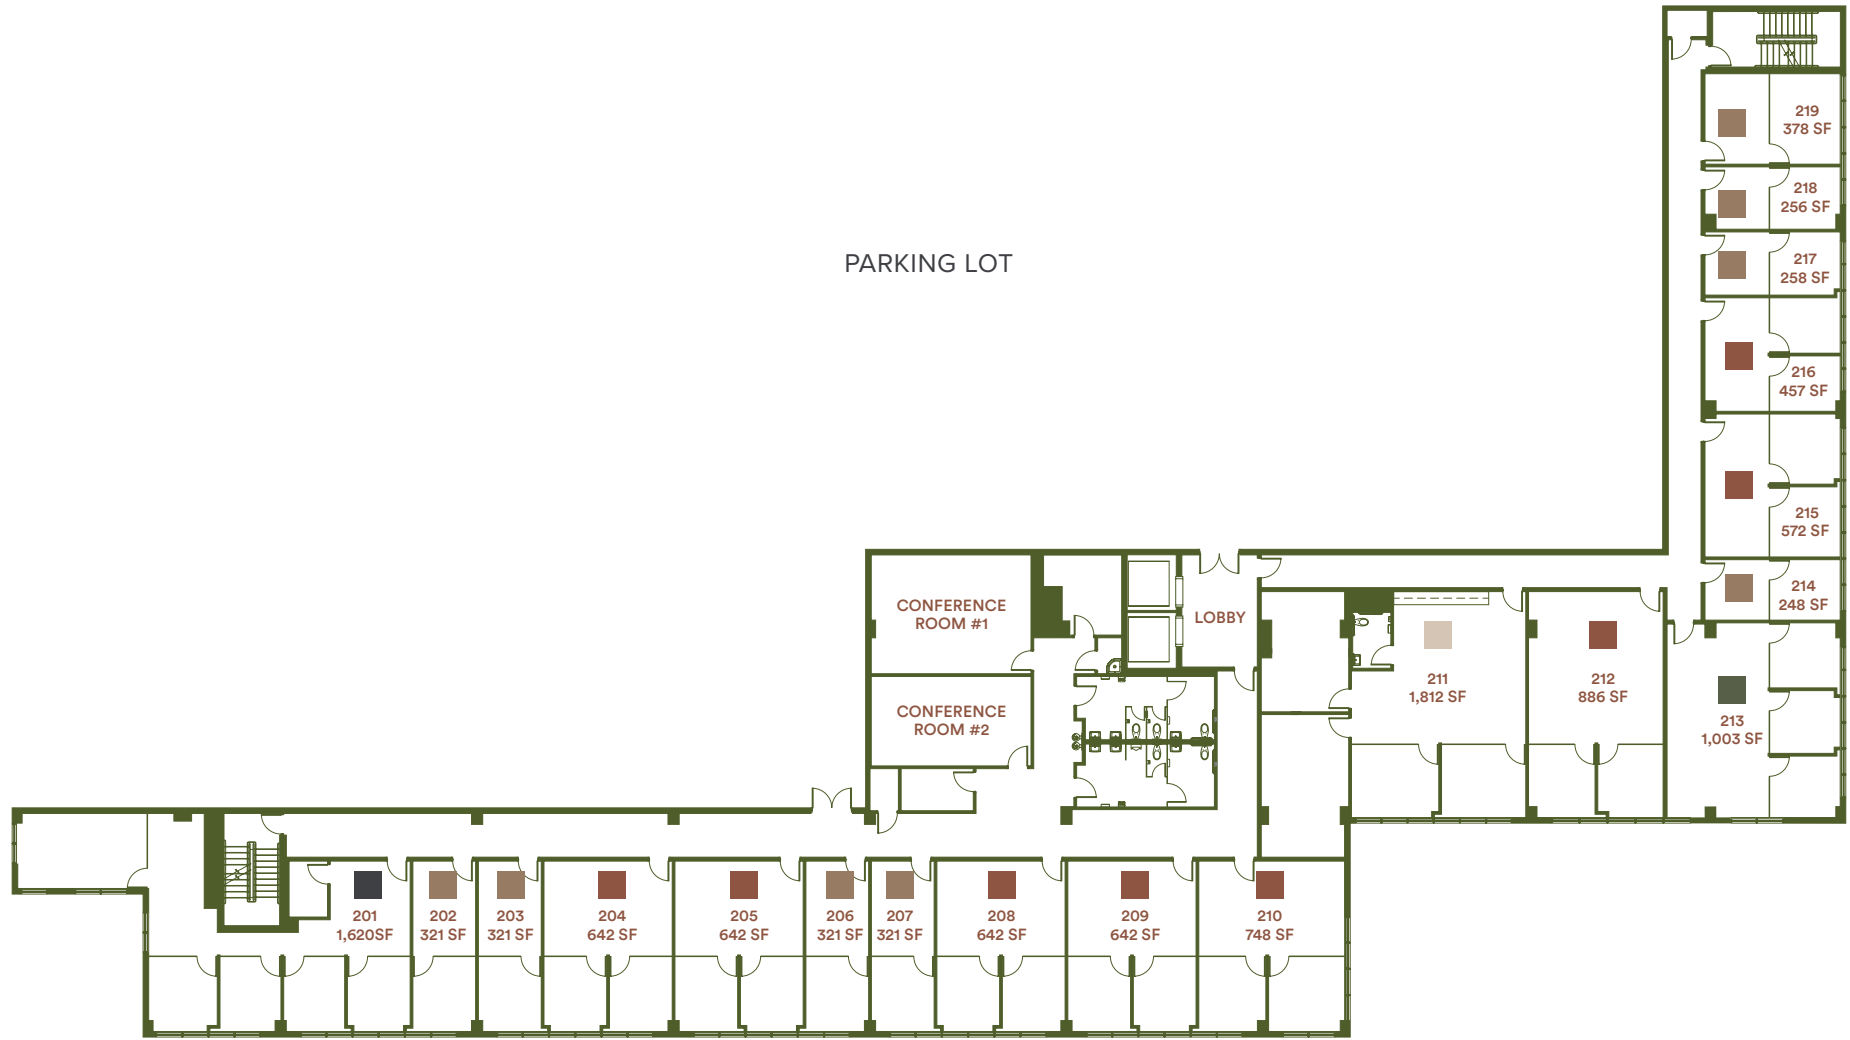 219
378 SF
218
256 SF
PARKING LOT
217
258 SF
216
457 SF
215
572 SF
214
248 SF
CONFERENCE
ROOM #1
LOBBY
211
1,812 SF
212
886 SF
213
1,003 SF
CONFERENCE
ROOM #2
201
1,620SF
202
321 SF
203
321 SF
204
642 SF
205
642 SF
206
321 SF
207
321 SF
208
642 SF
209
642 SF
210
748 SF